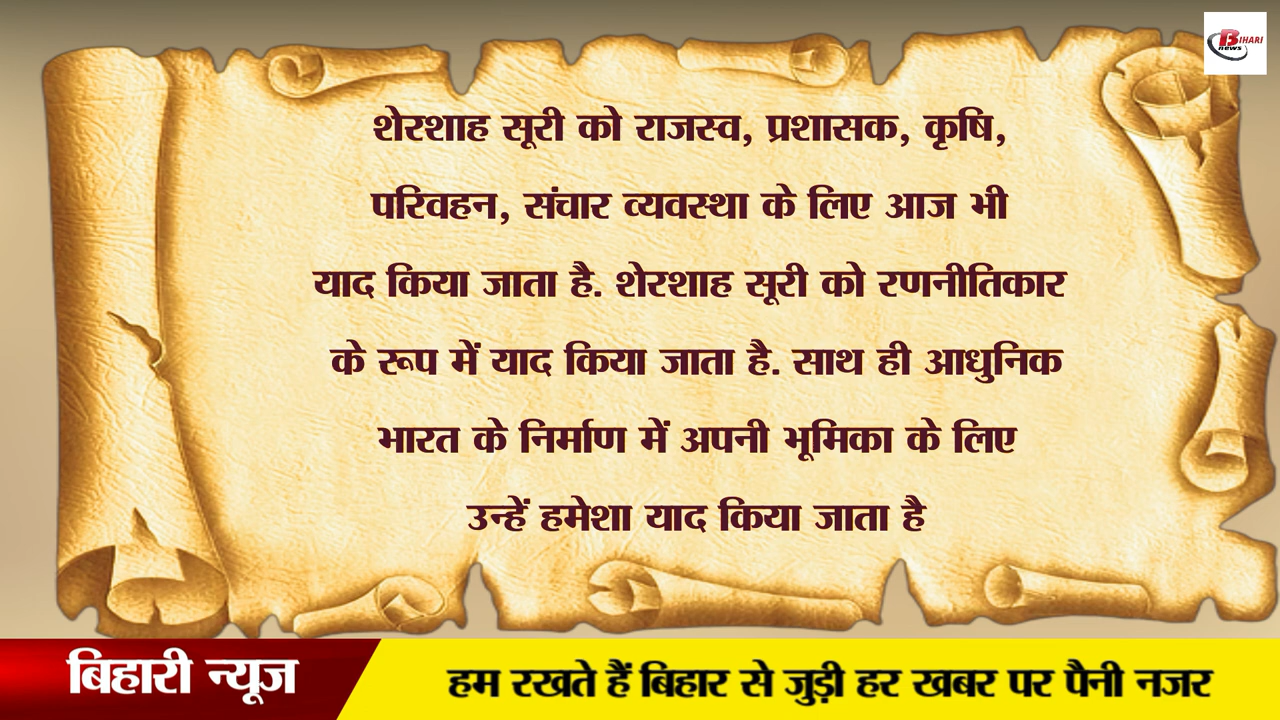 BIHARI
news
शेरशाह सूरी को राजस्व, प्रशासक, कृषि,
परिवहन, संचार व्यवस्था के लिए आज भी
याद किया जाता है. शेरशाह सूरी को रणनीतिकार
के रूप में याद किया जाता है. साथ ही आधुनिक
भारत के निर्माण में अपनी भूमिका के लिए
उन्हें हमेशा याद किया जाता है
बिहारी न्यूज
हम रखते हैं बिहार से जुड़ी हर खबर पर पैनी नजर